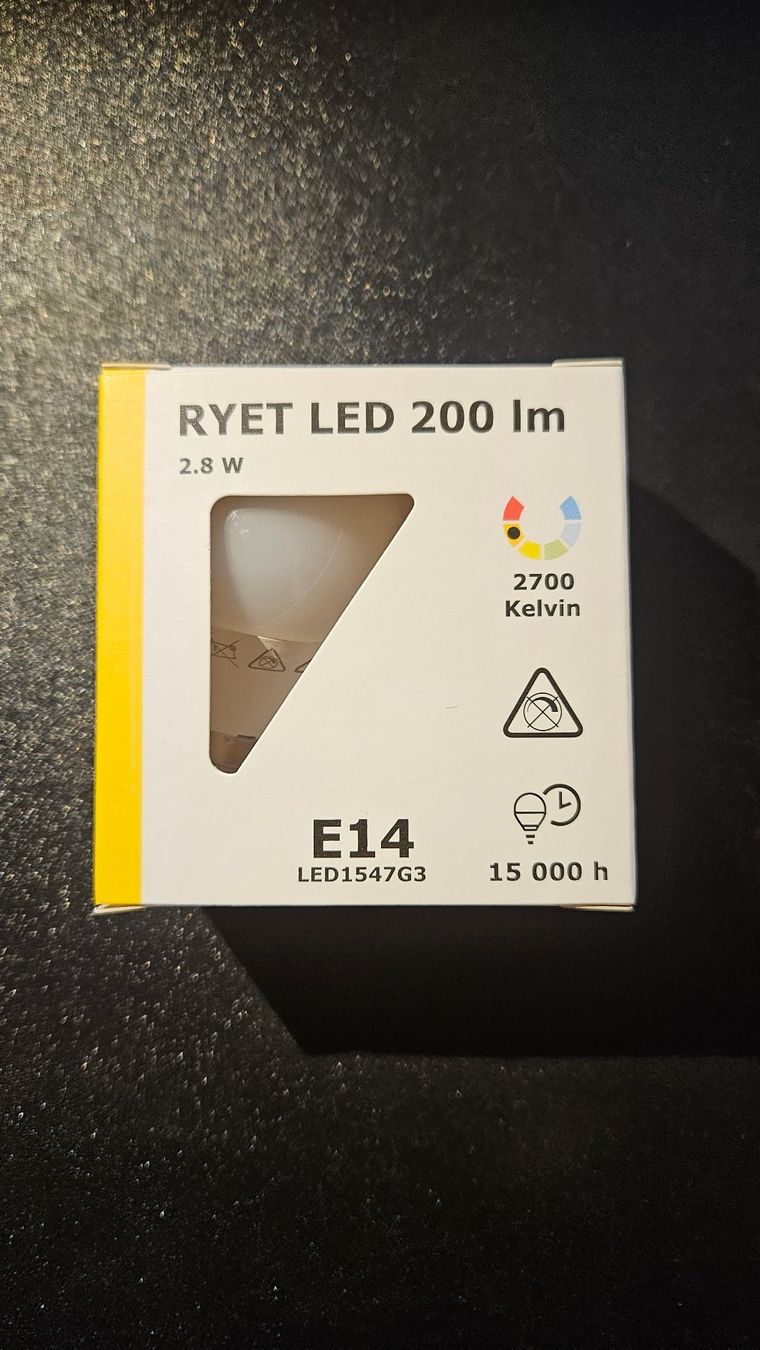 RYET LED 200 lm
2.8 W
2700
Kelvin
E14
LED1547G3
15 000 h